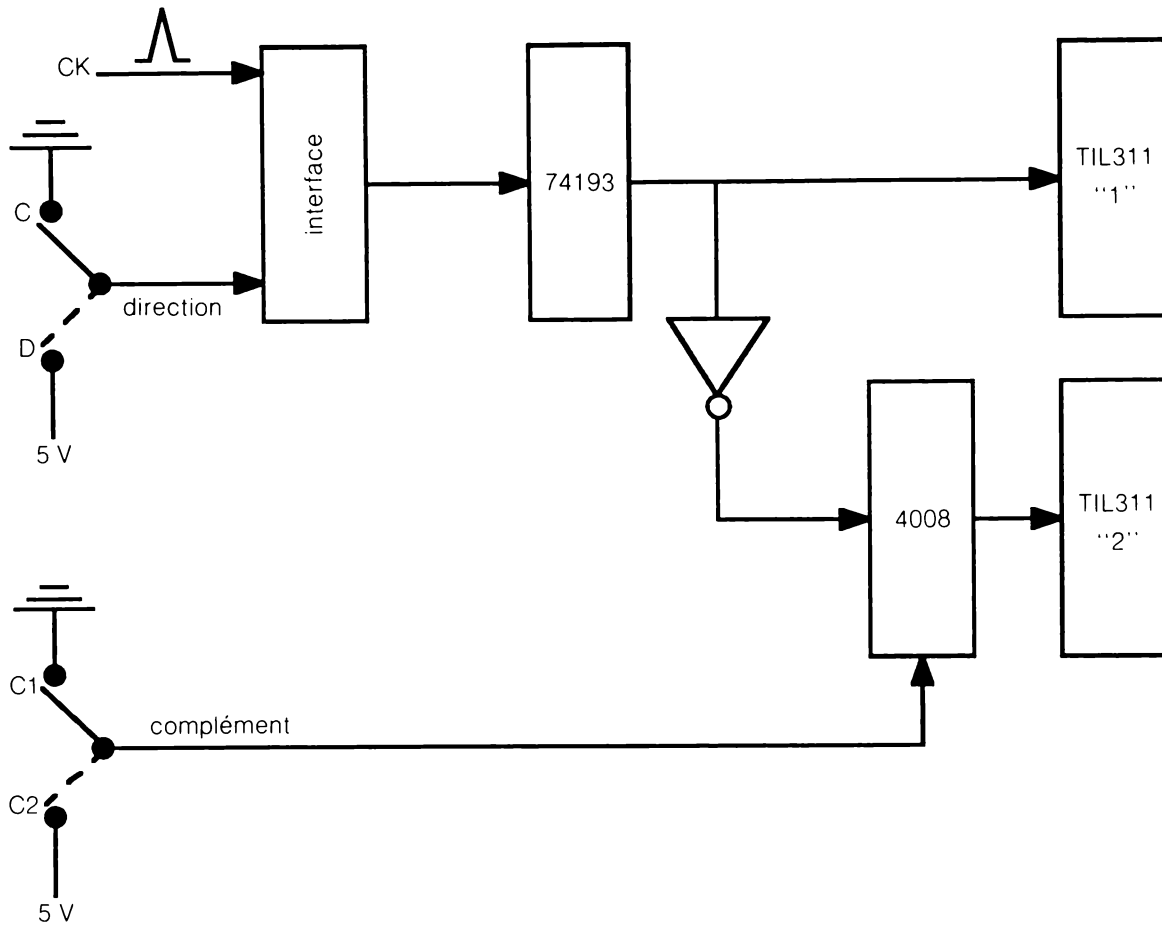 CK
interface
74193
TIL311
"1"
C
direction
D
5 V
4008
TIL311
"2"
C1
complément
C2
5 V